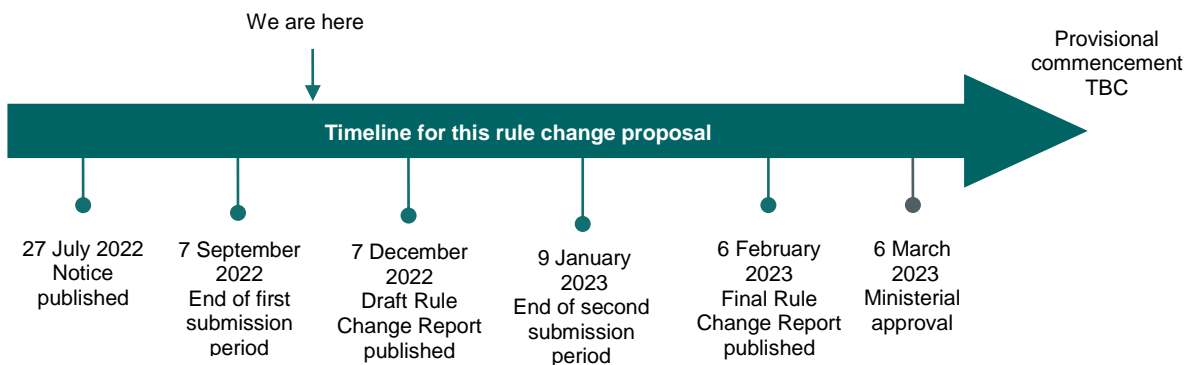 We are here
Provisional
commencement
TBC
Timeline for this rule change proposal
27 July 2022
Notice
published
7 September
2022
End of first
submission
period
7 December
2022
Draft Rule
Change Report
published
9 January
2023
End of second
submission
period
6 February
2023
Final Rule
Change Report
published
6 March
2023
Ministerial
approval